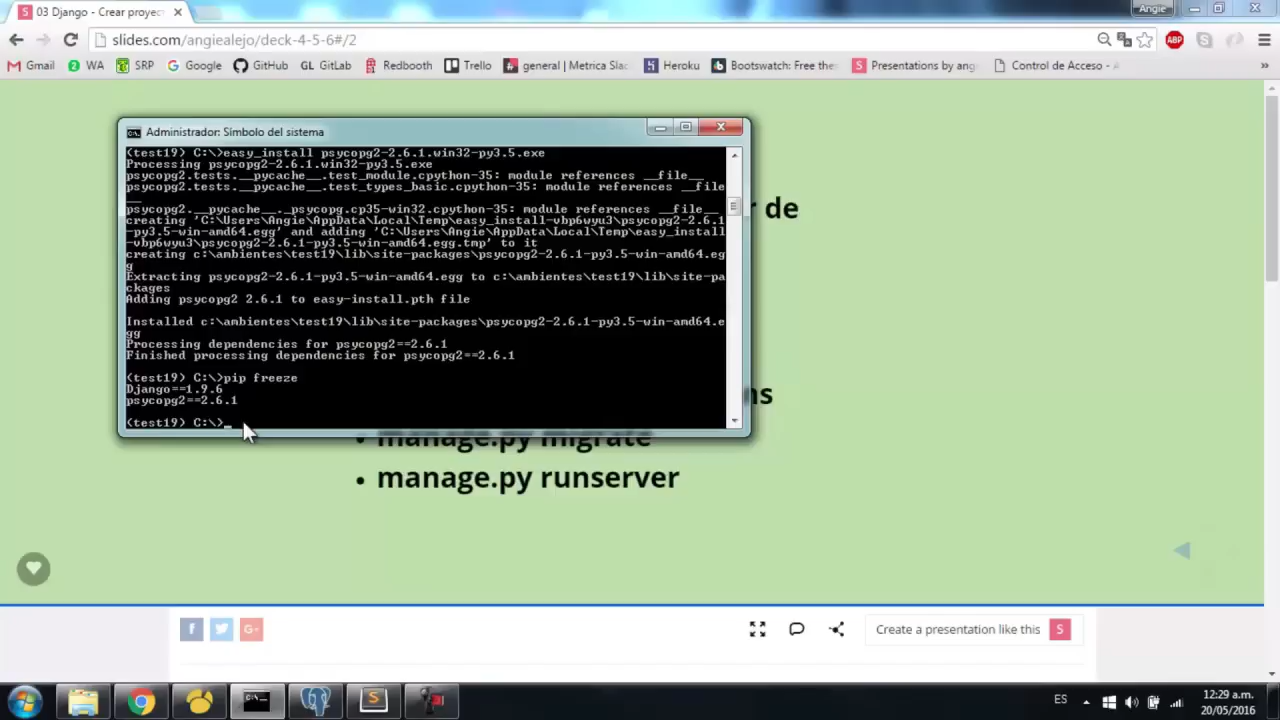 03 Django - Crear proyec
Angie
slides.com/angiealejo/deck-4-5-6#/2
ABP
Gmail
WA
SRP
Google
GitHub
GL GitLab
Redbooth
Trello
general | Metrica Slac
Heroku
Bootswatch: Free the
Presentations by ang
Control de Acceso -
»
Administrador: Símbolo del sistema
(test19) C:\>easy_install psycopg2-2.6.1.win32-py3.5.exe
Processing psycopg2-2.6.1.win32-py3.5.exe
psycopg2.tests.__pycache__.test_module.cpython-35: module references __file__
psycopg2.tests.__pycache__.test_types_basic.cpython-35: module references __file
__
psycopg2.__pycache__._psycopg.cp35-win32.cpython-35: module references __file__
creating 'C:\Users\Angie\AppData\Local\Temp\easy_install-vbp6wyu3\psycopg2-2.6.1
-py3.5-win-amd64.egg' and adding 'C:\Users\Angie\AppData\Local\Temp\easy_install
-vbp6wyu3\psycopg2-2.6.1-py3.5-win-amd64.egg.tmp' to it
creating c:\ambientes\test19\lib\site-packages\psycopg2-2.6.1-py3.5-win-amd64.eg
g
Extracting psycopg2-2.6.1-py3.5-win-amd64.egg to c:\ambientes\test19\lib\site-pa
ckages
Adding psycopg2 2.6.1 to easy-install.pth file
Installed c:\ambientes\test19\lib\site-packages\psycopg2-2.6.1-py3.5-win-amd64.e
gg
Processing dependencies for psycopg2==2.6.1
Finished processing dependencies for psycopg2==2.6.1
(test19) C:\>pip freeze
Django==1.9.6
psycopg2==2.6.1
(test19) C:\>_
r de
ns
• manage.py migrate
• manage.py runserver
f
G+
Create a presentation like this S
ES
12:29 a.m.
20/05/2016